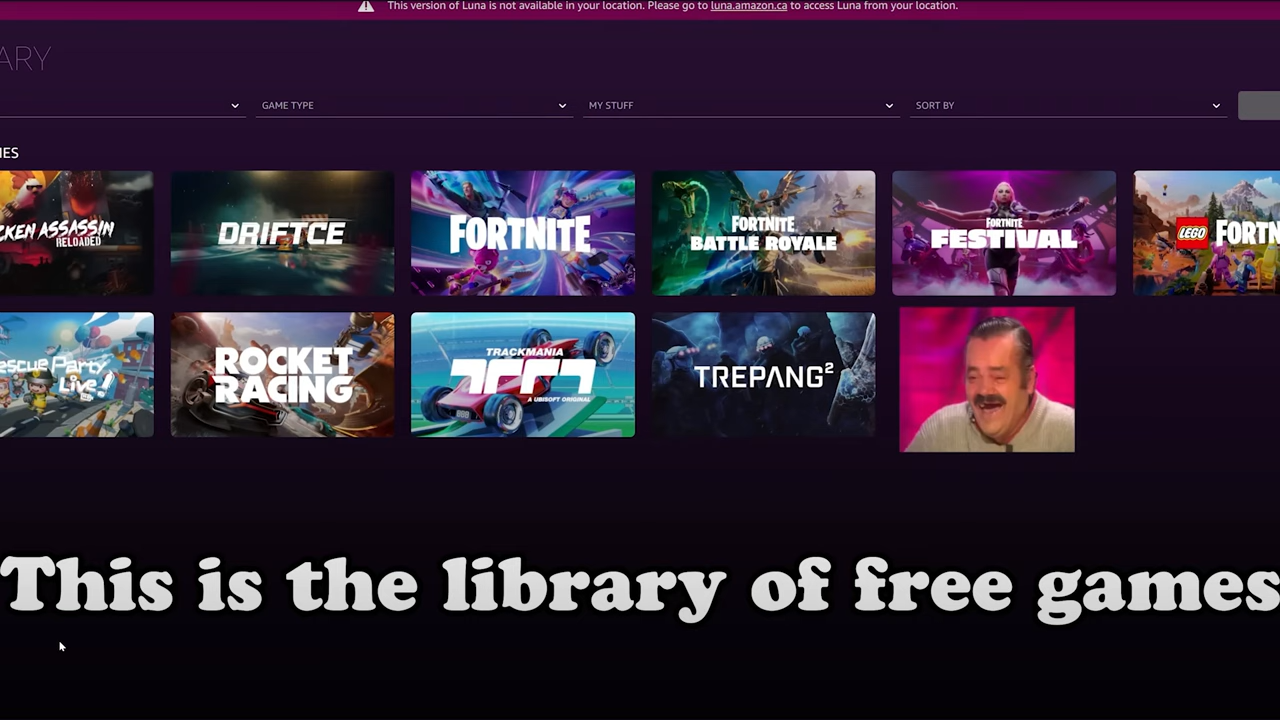 This version of Luna is not available in your location. Please go to luna.amazon.ca to access Luna from your location.
ARY
GAME TYPE
MY STUFF
SORT BY
IES
CKEN ASSASSIN
RELOADED
DRIFTCE
FORTNITE
FORTNITE
BATTLE ROYALE
FORTNITE
FESTIVAL
LEGO FORTN
escue Party
Live!
ROCKET
RACING
TRACKMANIA
A UBISOFT ORIGINAL
TREPANG²
This is the library of free games